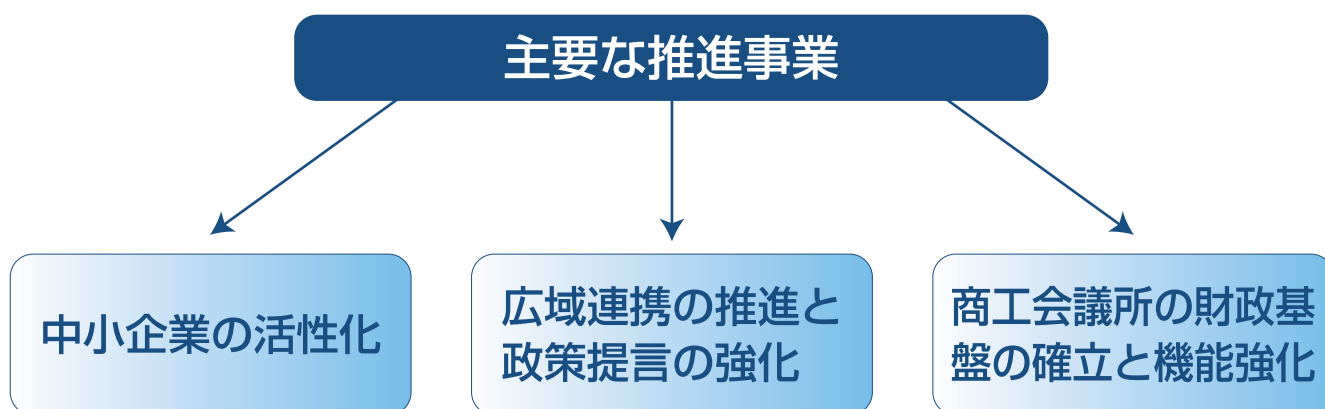 主要な推進事業
中小企業の活性化
広域連携の推進と
政策提言の強化
商工会議所の財政基
盤の確立と機能強化